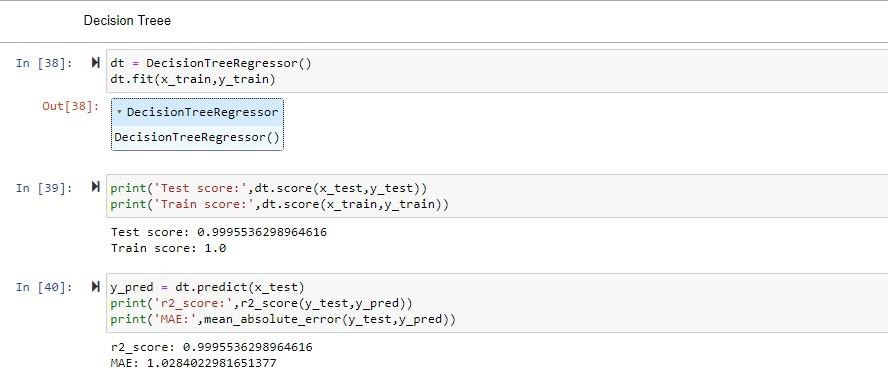 Decision Treee
In [38]:
dt = DecisionTreeRegressor()
dt.fit(x_train,y_train)
Out[38]:
▾ DecisionTreeRegressor
DecisionTreeRegressor()
In [39]:
print('Test score:',dt.score(x_test,y_test))
print('Train score:',dt.score(x_train,y_train))
Test score: 0.9995536298964616
Train score: 1.0
In [40]:
y_pred = dt.predict(x_test)
print('r2_score:',r2_score(y_test,y_pred))
print('MAE:',mean_absolute_error(y_test,y_pred))
r2_score: 0.9995536298964616
MAE: 1.0284022981651377